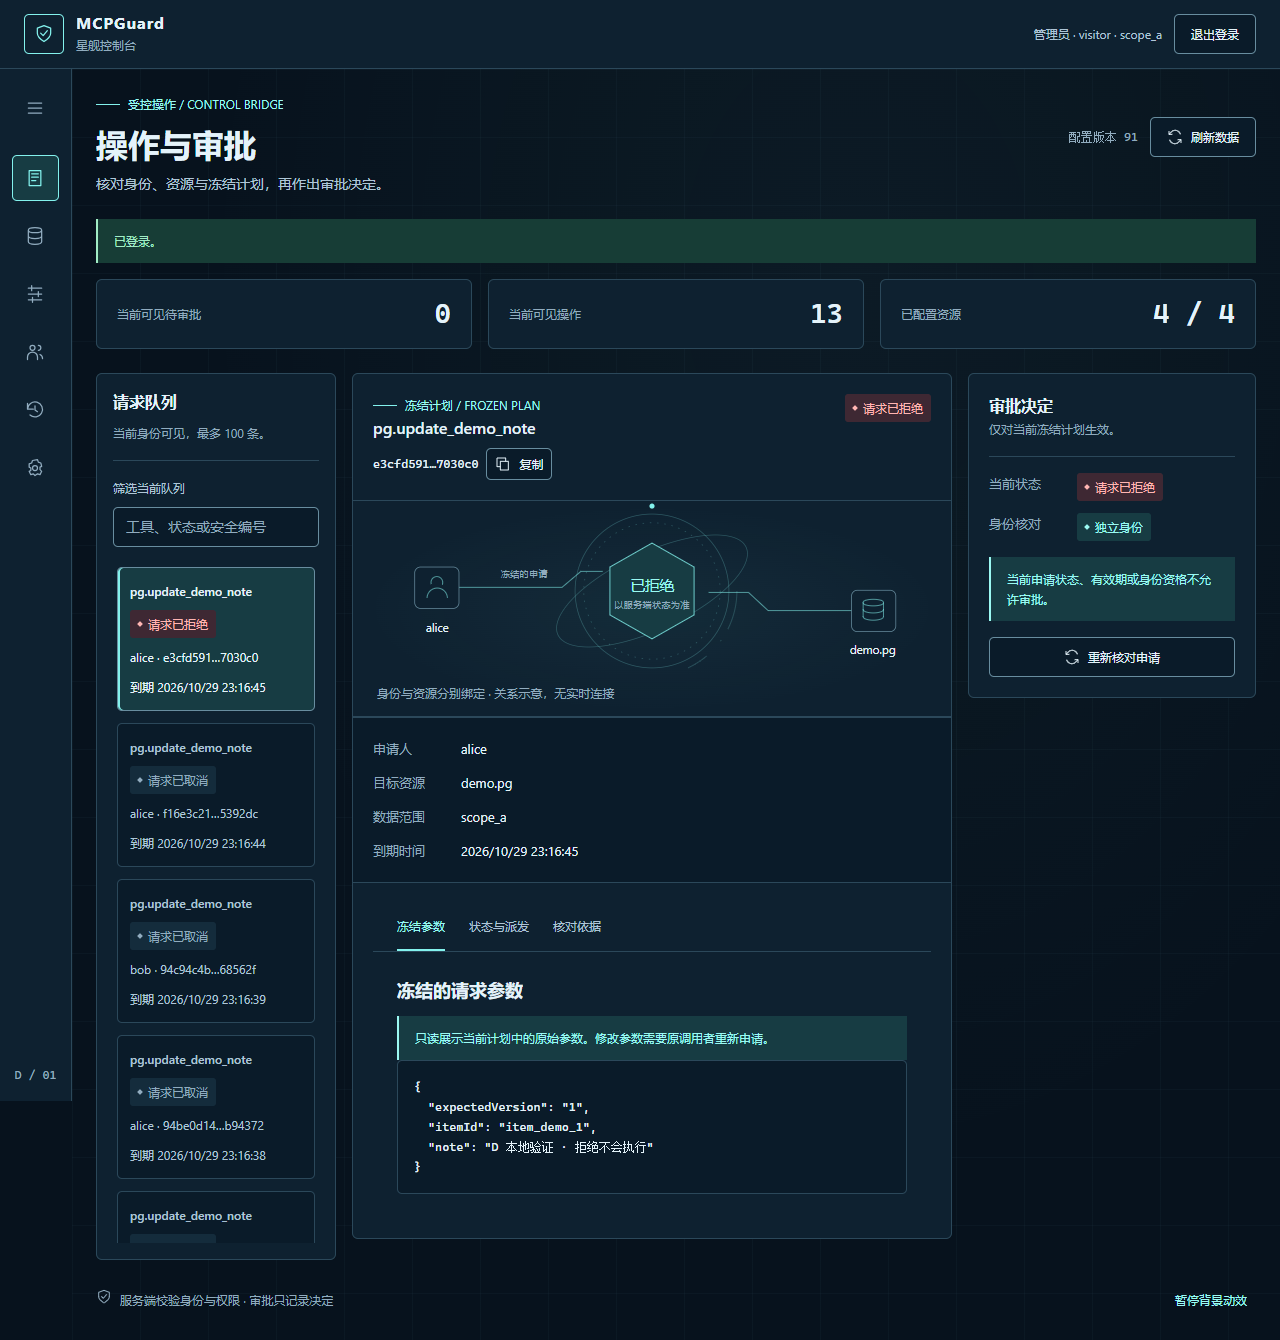 MCPGuard
星舰控制台
管理员 · visitor · scope_a
退出登录
受控操作 / CONTROL BRIDGE
操作与审批
核对身份、资源与冻结计划，再作出审批决定。
配置版本 91
刷新数据
已登录。
当前可见待审批 0
当前可见操作 13
已配置资源 4 / 4
请求队列
当前身份可见，最多 100 条。
筛选当前队列
工具、状态或安全编号
pg.update_demo_note
请求已拒绝
alice · e3cfd591…7030c0
到期 2026/10/29 23:16:45
pg.update_demo_note
请求已取消
alice · f16e3c21…5392dc
到期 2026/10/29 23:16:44
pg.update_demo_note
请求已取消
bob · 94c94c4b…68562f
到期 2026/10/29 23:16:39
pg.update_demo_note
请求已取消
alice · 94be0d14…b94372
到期 2026/10/29 23:16:38
pg.update_demo_note
冻结计划 / FROZEN PLAN
pg.update_demo_note
e3cfd591…7030c0
复制
请求已拒绝
冻结的申请
alice
已拒绝
以服务端状态为准
demo.pg
身份与资源分别绑定 · 关系示意，无实时连接
申请人 alice
目标资源 demo.pg
数据范围 scope_a
到期时间 2026/10/29 23:16:45
冻结参数 状态与派发 核对依据
冻结的请求参数
只读展示当前计划中的原始参数。修改参数需要原调用者重新申请。
{
"expectedVersion": "1",
"itemId": "item_demo_1",
"note": "D 本地验证 · 拒绝不会执行"
}
审批决定
仅对当前冻结计划生效。
当前状态 请求已拒绝
身份核对 独立身份
当前申请状态、有效期或身份资格不允
许审批。
重新核对申请
D / 01
服务端校验身份与权限 · 审批只记录决定
暂停背景动效